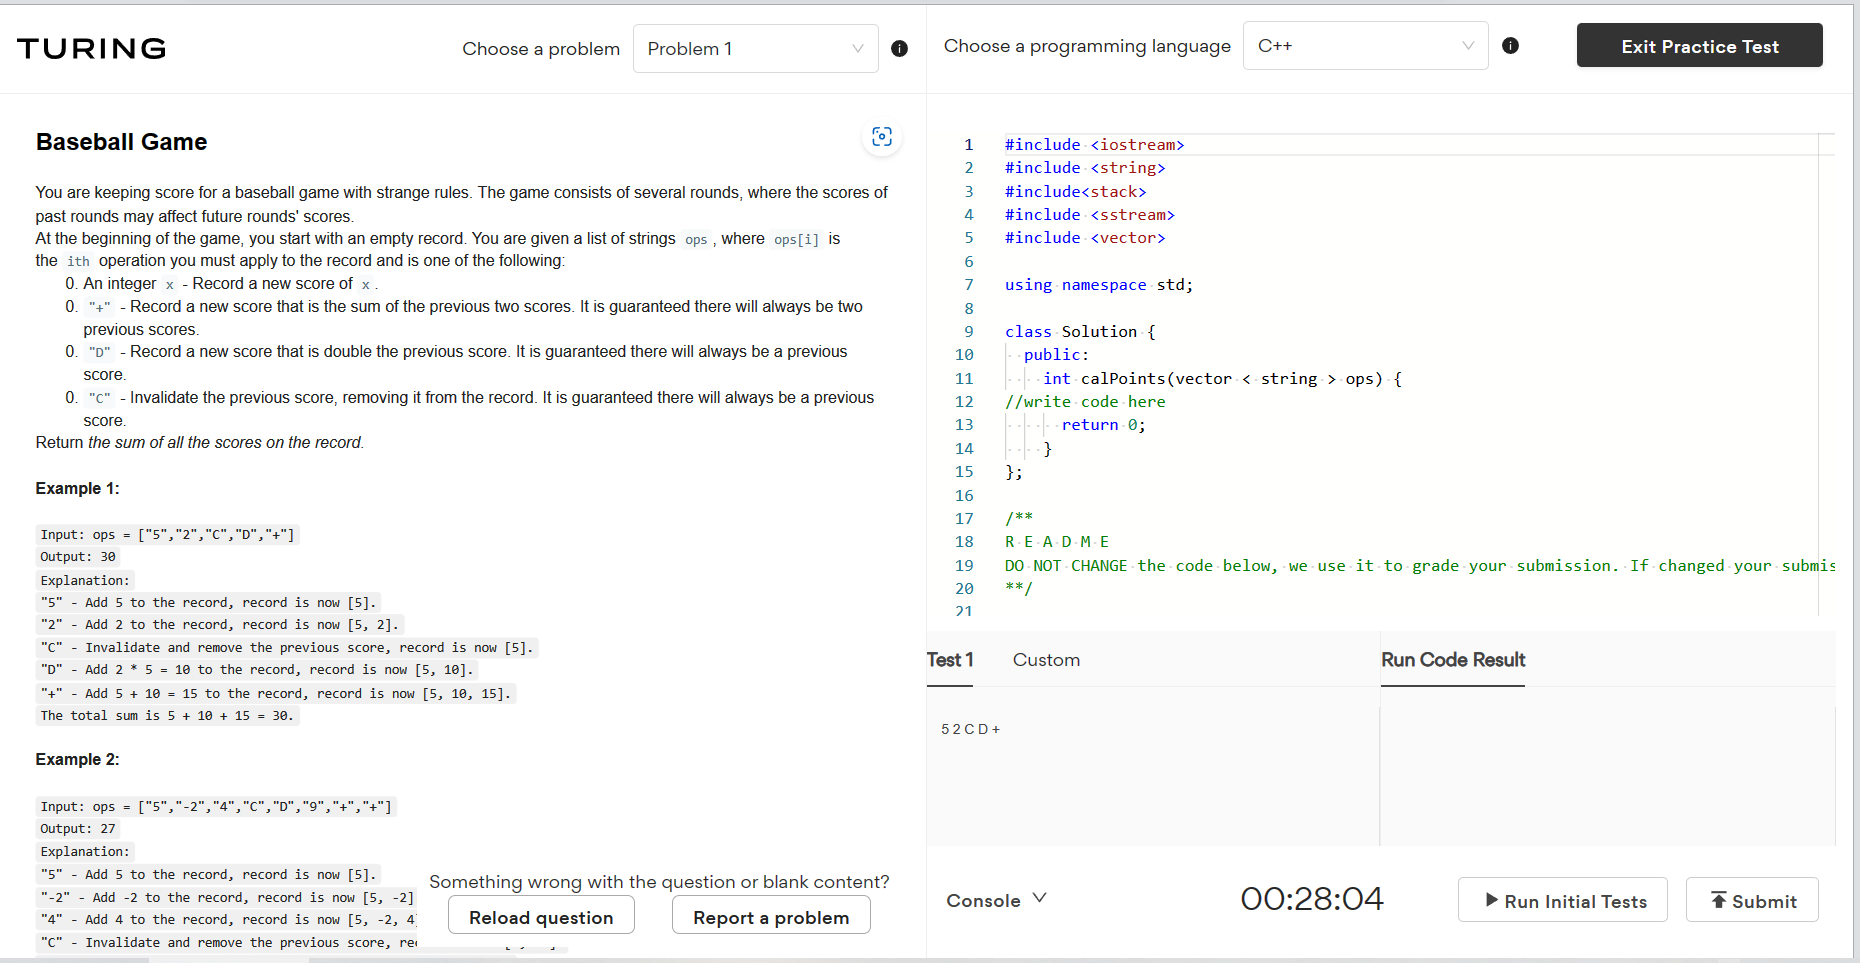 TURING
Choose a problem
Problem 1
Choose a programming language
C++
Exit Practice Test
Baseball Game
You are keeping score for a baseball game with strange rules. The game consists of several rounds, where the scores of
past rounds may affect future rounds' scores.
At the beginning of the game, you start with an empty record. You are given a list of strings ops , where ops[i] is
the ith operation you must apply to the record and is one of the following:
0. An integer x - Record a new score of x .
0. "+" - Record a new score that is the sum of the previous two scores. It is guaranteed there will always be two
previous scores.
0. "D" - Record a new score that is double the previous score. It is guaranteed there will always be a previous
score.
0. "C" - Invalidate the previous score, removing it from the record. It is guaranteed there will always be a previous
score.
Return the sum of all the scores on the record.
Example 1:
Input: ops = ["5","2","C","D","+"]
Output: 30
Explanation:
"5" - Add 5 to the record, record is now [5].
"2" - Add 2 to the record, record is now [5, 2].
"C" - Invalidate and remove the previous score, record is now [5].
"D" - Add 2 * 5 = 10 to the record, record is now [5, 10].
"+" - Add 5 + 10 = 15 to the record, record is now [5, 10, 15].
The total sum is 5 + 10 + 15 = 30.
Example 2:
Input: ops = ["5","-2","4","C","D","9","+","+"]
Output: 27
Explanation:
"5" - Add 5 to the record, record is now [5].
"-2" - Add -2 to the record, record is now [5, -2]
"4" - Add 4 to the record, record is now [5, -2, 4
"C" - Invalidate and remove the previous score,
Something wrong with the question or blank content?
Reload question
Report a problem
1 #include <iostream>
2 #include <string>
3 #include<stack>
4 #include <sstream>
5 #include <vector>
6
7 using namespace std;
8
9 class Solution {
10 public:
11 int calPoints(vector < string > ops) {
12 //write code here
13 return 0;
14 }
15 };
16
17 /**
18 R E A D M E
19 DO NOT CHANGE the code below, we use it to grade your submission. If changed your submis
20 **/
21
Test 1
Custom
Run Code Result
5 2 C D +
Console
00:28:04
Run Initial Tests
Submit